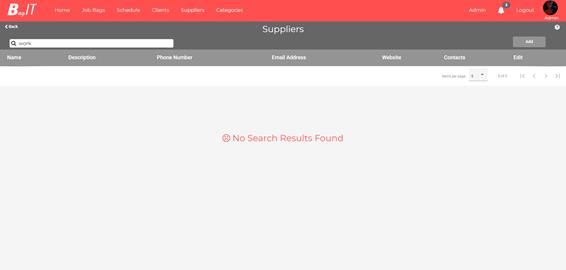 BagIT Home Job Bags Schedule Clients Suppliers Categories Admin Logout
Admin
Back
Suppliers
work
Add
Name Description Phone Number Email Address Website Contacts Edit
Items per page: 5 0 of 0
No Search Results Found